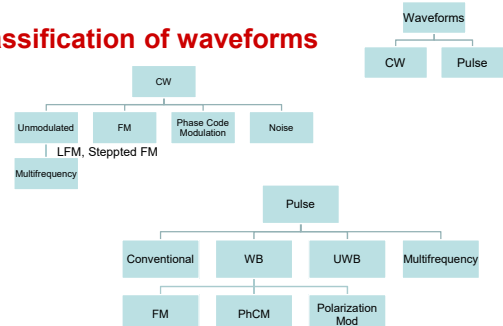 assification of waveforms
Waveforms
CW
Pulse
CW
Unmodulated
FM
Phase Code
Modulation
Noise
LFM, Steppted FM
Multifrequency
Pulse
Conventional
WB
UWB
Multifrequency
FM
PhCM
Polarization
Mod